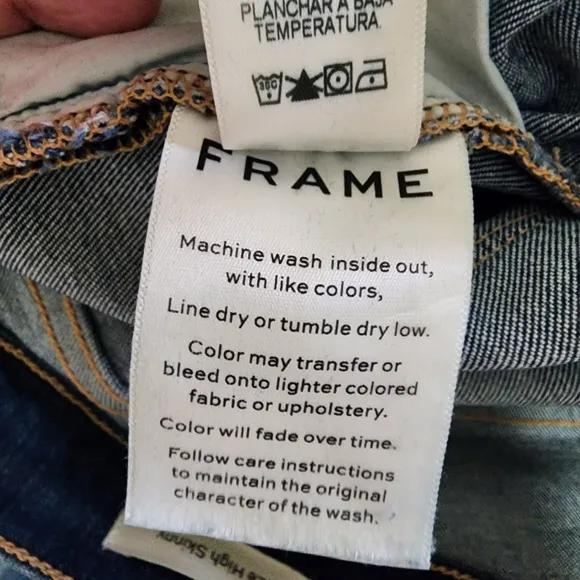 PLANCHAR A BAJA
TEMPERATURA.
30C
FRAME
Machine wash inside out,
with like colors,
Line dry or tumble dry low.
Color may transfer or
bleed onto lighter colored
fabric or upholstery.
Color will fade over time.
Follow care instructions
to maintain the original
character of the wash.
High Skinny